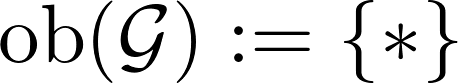 ob(𝒢) := {*}